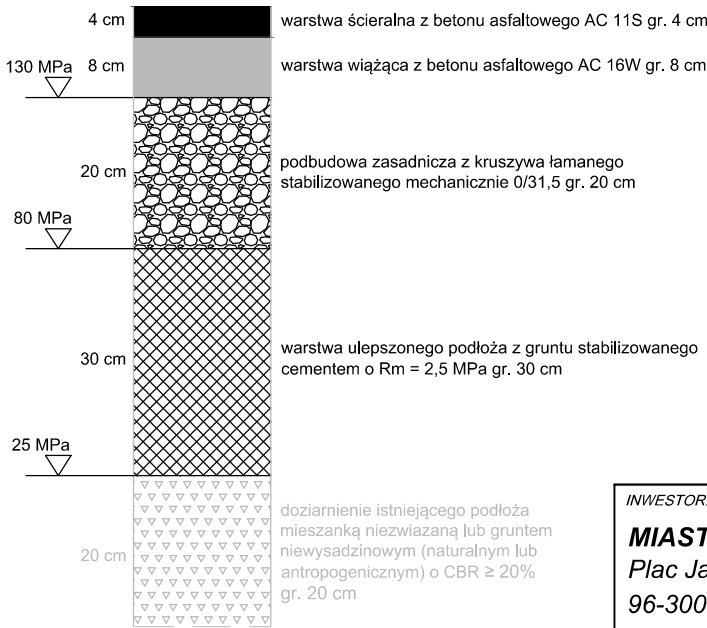 4 cm warstwa ścieralna z betonu asfaltowego AC 11S gr. 4 cm
130 MPa 8 cm warstwa wiążąca z betonu asfaltowego AC 16W gr. 8 cm
20 cm podbudowa zasadnicza z kruszywa łamanego
stabilizowanego mechanicznie 0/31,5 gr. 20 cm
80 MPa
30 cm warstwa ulepszonego podłoża z gruntu stabilizowanego
cementem o Rm = 2,5 MPa gr. 30 cm
25 MPa
20 cm doziarnienie istniejącego podłoża
mieszanką niezwiazaną lub gruntem
niewysadzinowym (naturalnym lub
antropogenicznym) o CBR ≥ 20%
gr. 20 cm
INWESTOR
MIAST
Plac Ja
96-300